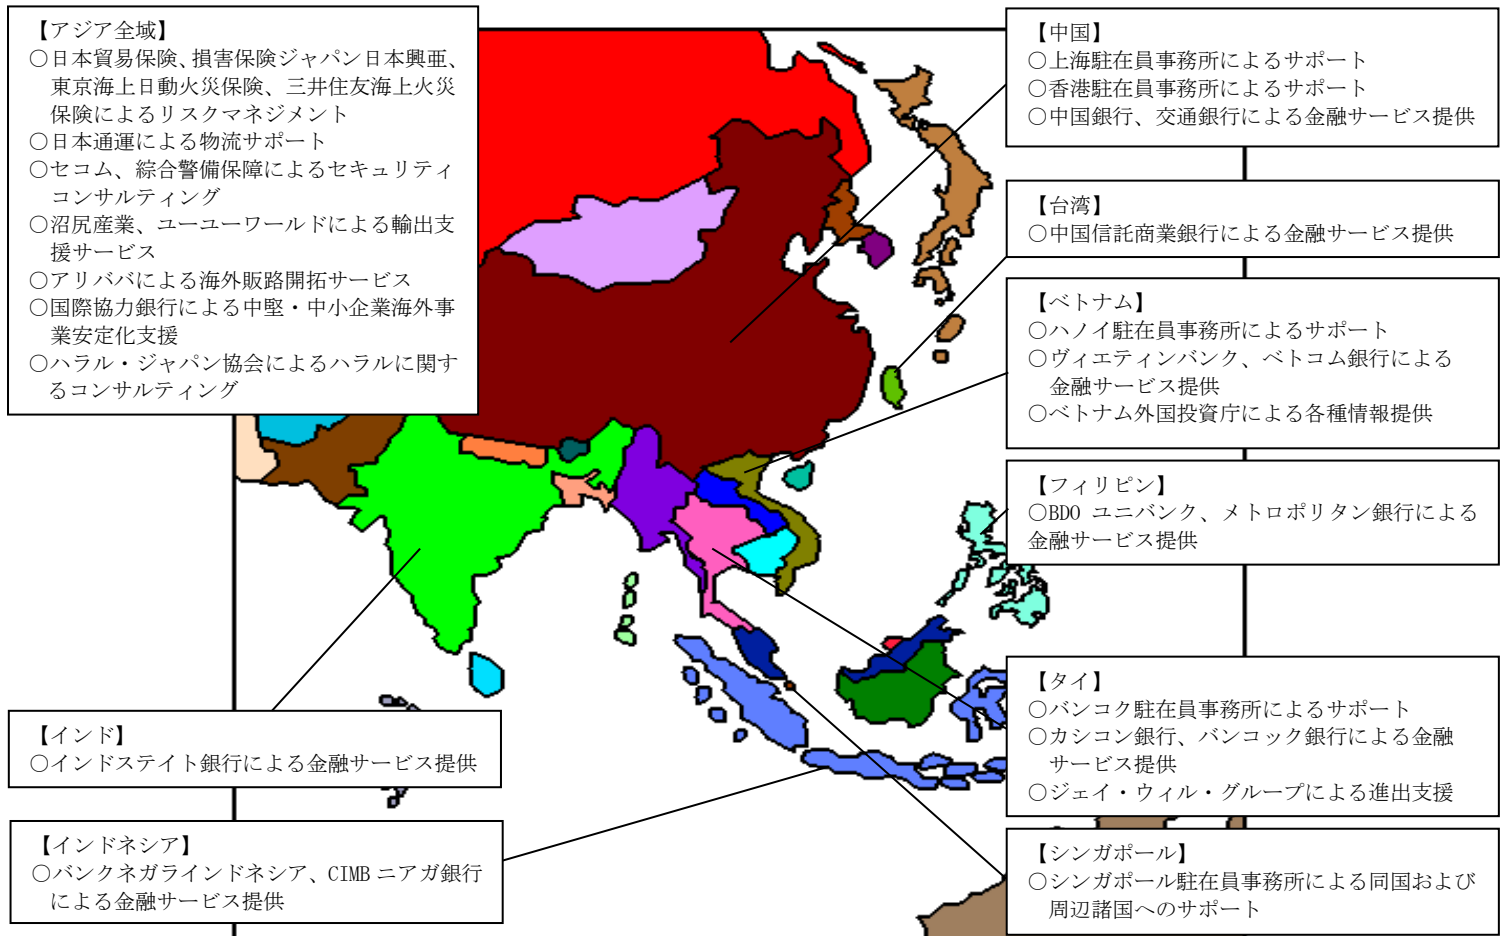 【アジア全域】
○日本貿易保険、損害保険ジャパン日本興亜、
東京海上日動火災保険、三井住友海上火災
保険によるリスクマネジメント
○日本通運による物流サポート
○セコム、綜合警備保障によるセキュリティ
コンサルティング
○沼尻産業、ユーユーワールドによる輸出支
援サービス
○アリババによる海外販路開拓サービス
○国際協力銀行による中堅・中小企業海外事
業安定化支援
○ハラル・ジャパン協会によるハラルに関す
るコンサルティング
【インド】
○インドステイト銀行による金融サービス提供
【インドネシア】
○バンクネガラインドネシア、CIMB ニアガ銀行
による金融サービス提供
【中国】
○上海駐在員事務所によるサポート
○香港駐在員事務所によるサポート
○中国銀行、交通銀行による金融サービス提供
【台湾】
○中国信託商業銀行による金融サービス提供
【ベトナム】
○ハノイ駐在員事務所によるサポート
○ヴィエティンバンク、ベトコム銀行による
金融サービス提供
○ベトナム外国投資庁による各種情報提供
【フィリピン】
○BDO ユニバンク、メトロポリタン銀行による
金融サービス提供
【タイ】
○バンコク駐在員事務所によるサポート
○カシコン銀行、バンコック銀行による金融
サービス提供
○ジェイ・ウィル・グループによる進出支援
【シンガポール】
○シンガポール駐在員事務所による同国および
周辺諸国へのサポート